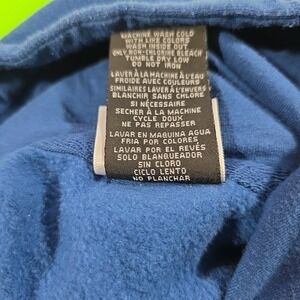 MACHINE WASH COLD
WITH LIKE COLORS
WASH INSIDE OUT
ONLY NON-CHLORINE BLEACH
TUMBLE DRY LOW
DO NOT IRON
LAVER À LA MACHINE À L'EAU
FROIDE AVEC COULEURS
SIMILAIRES LAVER À L'ENVERS
BLANCHIR SANS CHLORE
SI NÉCESSAIRE
SECHER À LA MACHINE
CYCLE DOUX
NE PAS REPASSER
LAVAR EN MAQUINA AGUA
FRIA POR COLORES
LAVAR POR EL REVÉS
SOLO BLANQUEADOR
SIN CLORO
CICLO LENTO
NO PLANCHAR